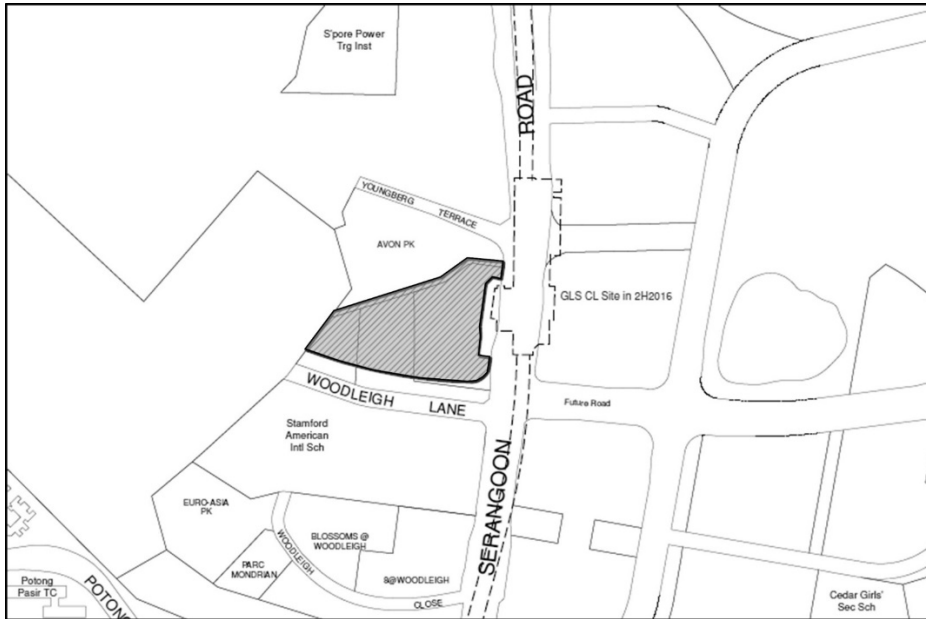 S'pore Power
Trg Inst
ROAD
YOUNGBERG TERRACE
AVON PK
GLS CL Site in 2H2016
WOODLEIGH LANE
Future Road
Stamford
American
Intl Sch
SERANGOON
EURO-ASIA
PK
WOODLEIGH CLOSE
BLOSSOMS @
WOODLEIGH
PARC
MONDRIAN
8@WOODLEIGH
Potong
Pasir TC
POTONG
Cedar Girls'
Sec Sch